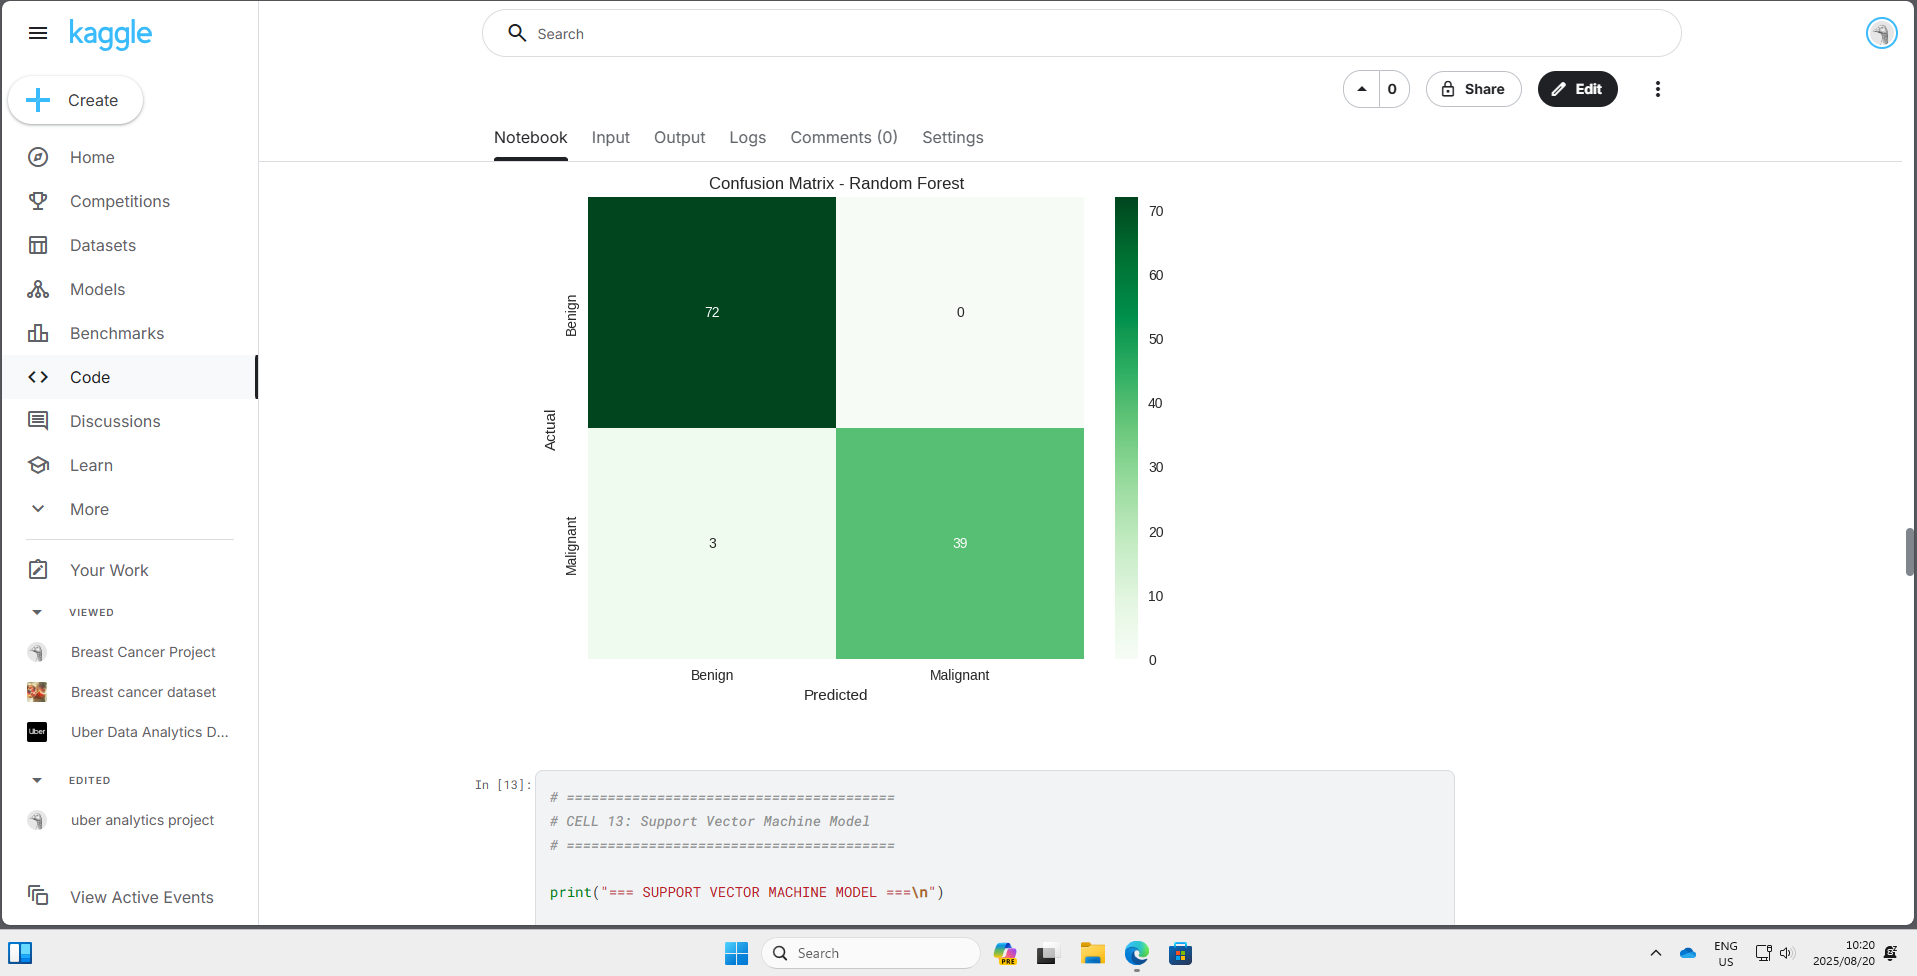 kaggle
Search
Create
0
Share
Edit
Notebook Input Output Logs Comments (0) Settings
Home
Competitions
Datasets
Models
Benchmarks
Code
Discussions
Learn
More
Your Work
VIEWED
Breast Cancer Project
Breast cancer dataset
Uber
Uber Data Analytics D...
EDITED
uber analytics project
View Active Events
Confusion Matrix - Random Forest
Actual
Benign
Malignant
72 0
3 39
Benign Malignant
Predicted
70
60
50
40
30
20
10
0
In [13]:
# ========================================
# CELL 13: Support Vector Machine Model
# ========================================
print("=== SUPPORT VECTOR MACHINE MODEL ===\n")
Search
PRE
ENG
US
10:20
2025/08/20